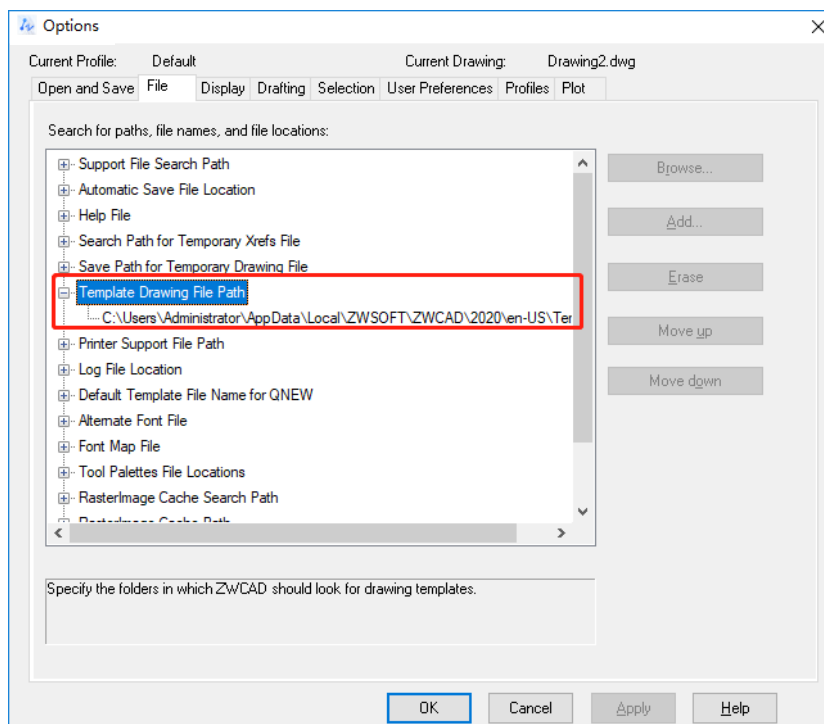 Options
Current Profile: Default Current Drawing: Drawing2.dwg
Open and Save File Display Drafting Selection User Preferences Profiles Plot
Search for paths, file names, and file locations:
Support File Search Path
Automatic Save File Location
Help File
Search Path for Temporary Xrefs File
Save Path for Temporary Drawing File
Template Drawing File Path
C:\Users\Administrator\AppData\Local\ZWSOFT\ZWCAD\2020\en-US\Ter
Printer Support File Path
Log File Location
Default Template File Name for QNEW
Alternate Font File
Font Map File
Tool Palettes File Locations
RasterImage Cache Search Path
RasterImage Cache Path
Browse...
Add...
Erase
Move up
Move down
Specify the folders in which ZWCAD should look for drawing templates.
OK Cancel Apply Help